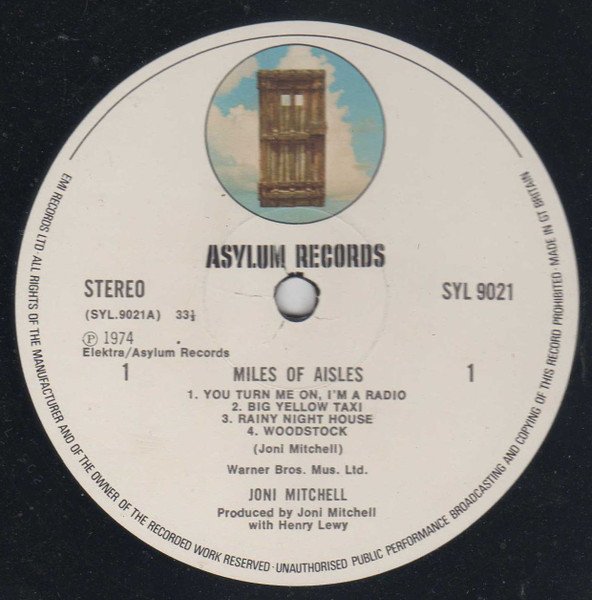 EMI RECORDS LTD · ALL RIGHTS OF THE MANUFACTURER AND OF THE OWNER OF THE RECORDED WORK RESERVED · UNAUTHORISED PUBLIC PERFORMANCE BROADCASTING AND COPYING OF THIS RECORD PROHIBITED · MADE IN GT BRITAIN
ASYLUM RECORDS
STEREO
SYL 9021
(SYL.9021A) 33⅓
Ⓟ 1974
Elektra/Asylum Records
1 MILES OF AISLES 1
1. YOU TURN ME ON, I'M A RADIO
2. BIG YELLOW TAXI
3. RAINY NIGHT HOUSE
4. WOODSTOCK
(Joni Mitchell)
Warner Bros. Mus. Ltd.
JONI MITCHELL
Produced by Joni Mitchell
with Henry Lewy